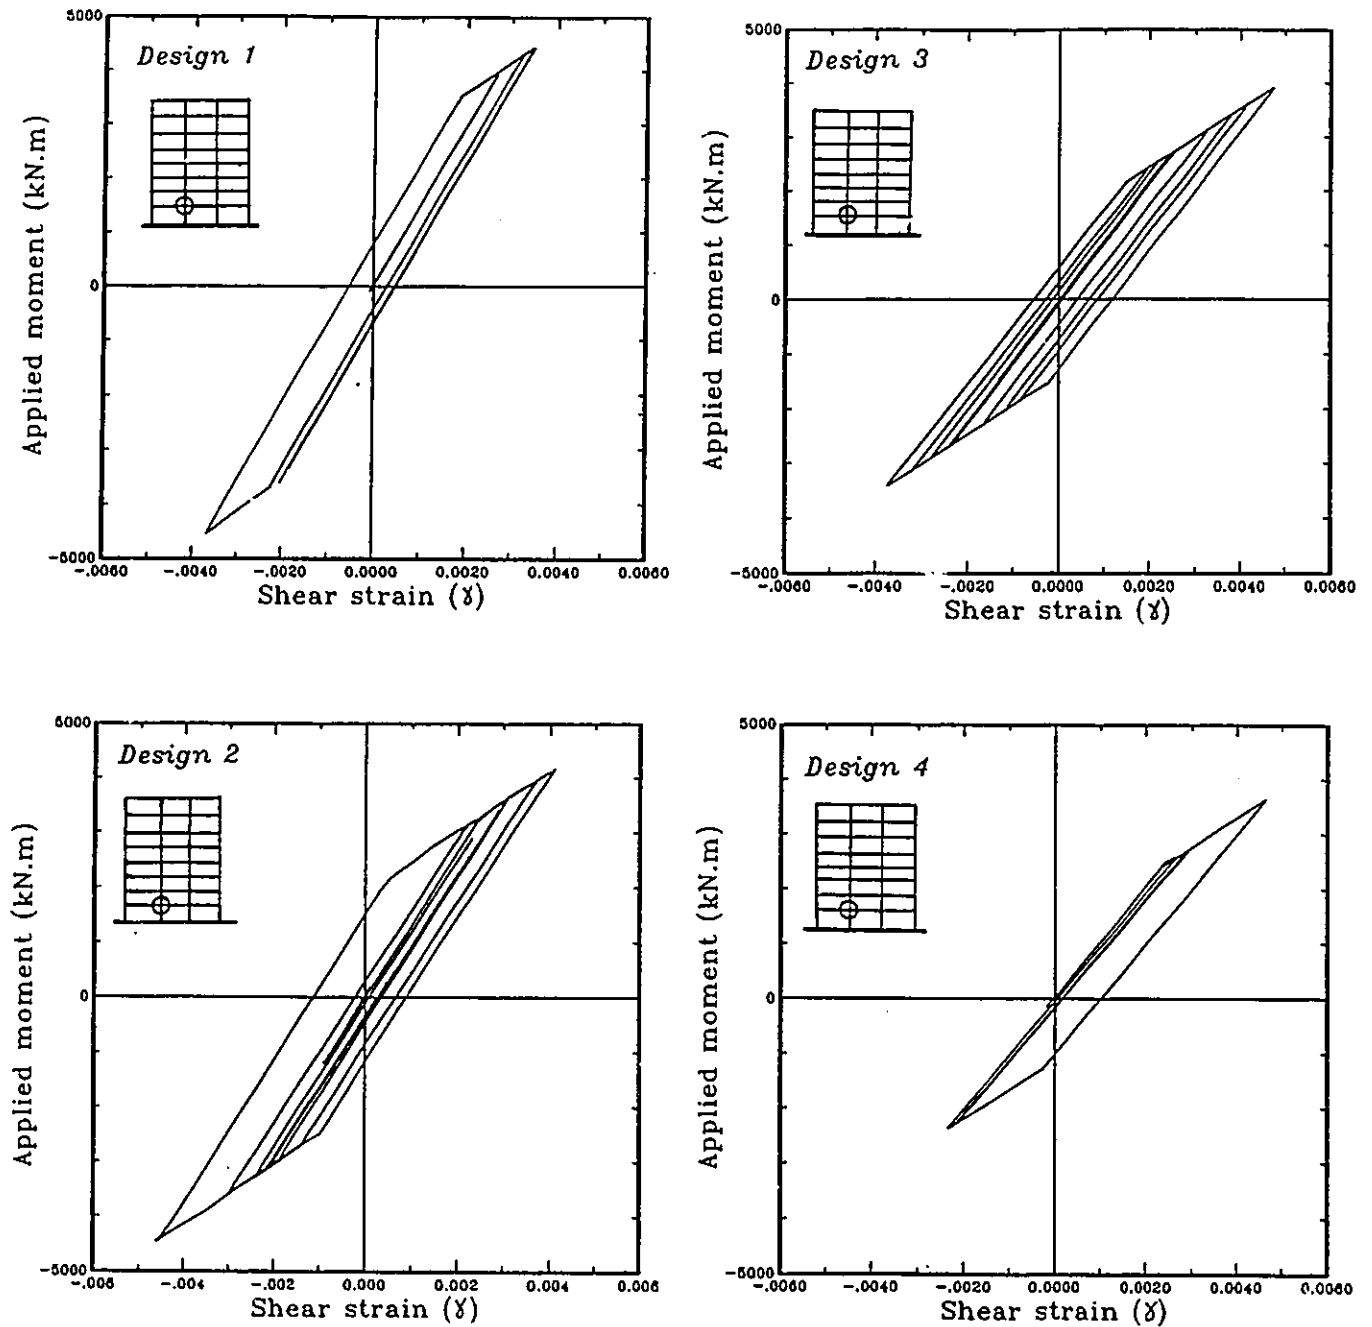 Design 1
Applied moment (kN.m)
5000
0
-5000
-.0060 -.0040 -.0020 0.0000 0.0020 0.0040 0.0060
Shear strain (γ)
Design 3
Applied moment (kN.m)
5000
0
-5000
-.0060 -.0040 -.0020 0.0000 0.0020 0.0040 0.0060
Shear strain (γ)
Design 2
Applied moment (kN.m)
5000
0
-5000
-.006 -.004 -.002 0.000 0.002 0.004 0.006
Shear strain (γ)
Design 4
Applied moment (kN.m)
5000
0
-5000
-.0060 -.0040 -.0020 0.0000 0.0020 0.0040 0.0060
Shear strain (γ)